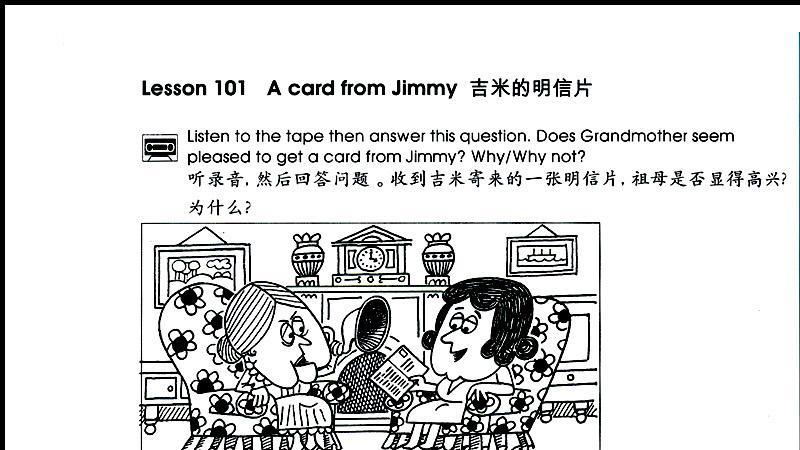 Lesson 101 A card from Jimmy 吉米的明信片
Listen to the tape then answer this question. Does Grandmother seem
pleased to get a card from Jimmy? Why/Why not?
听录音, 然后回答问题。收到吉米寄来的一张明信片, 祖母是否显得高兴?
为什么?